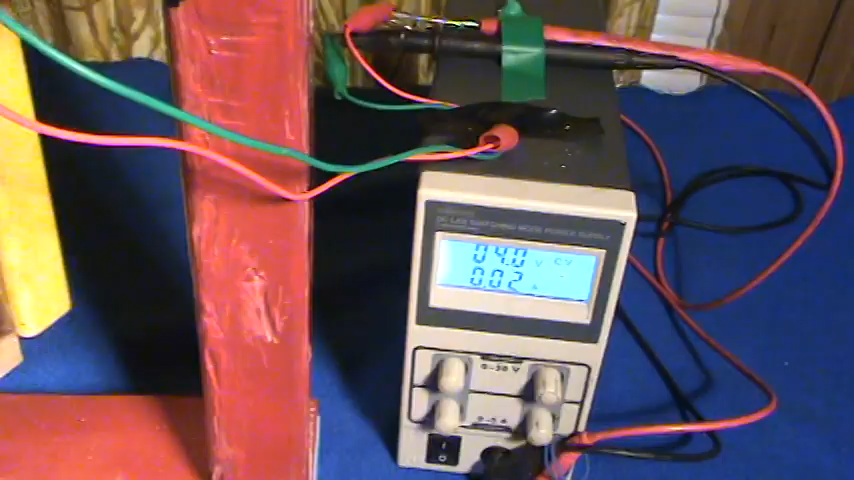 DC LAB SWITCHING MODE POWER SUPPLY
04.0 V CV
0.02 A
0-30 V
0-5 A
I
O